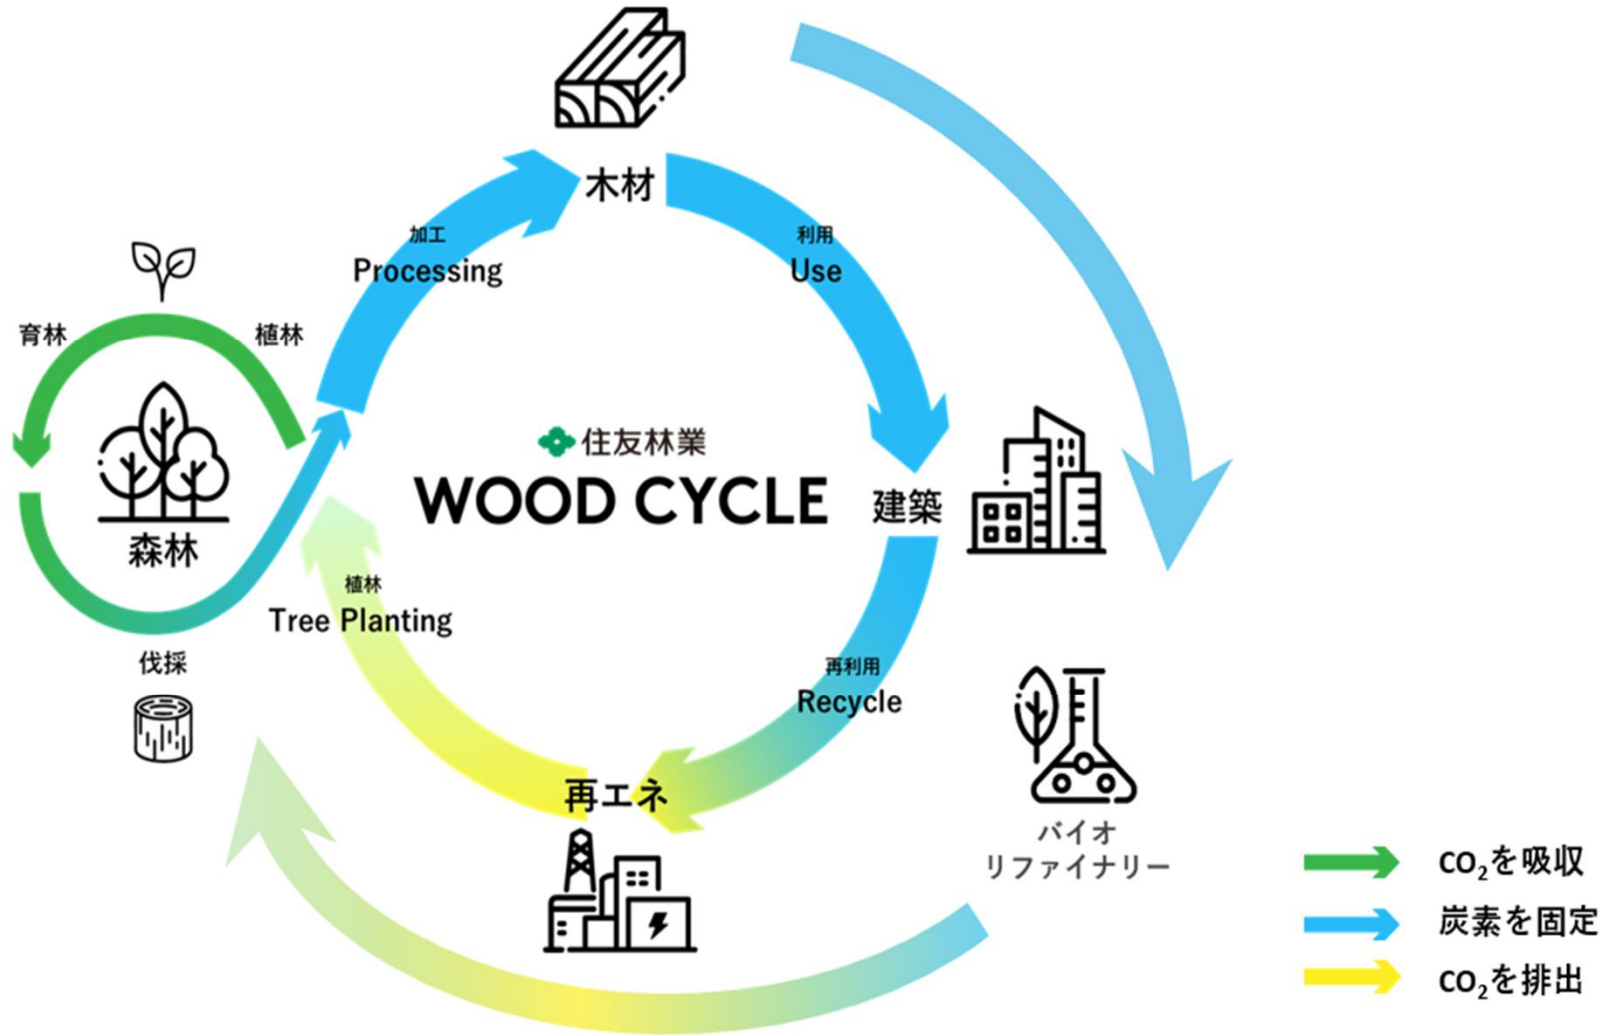 木材
加工
Processing
利用
Use
育林
植林
森林
伐採
住友林業
WOOD CYCLE
建築
植林
Tree Planting
再利用
Recycle
再エネ
バイオ
リファイナリー
CO₂を吸収
炭素を固定
CO₂を排出